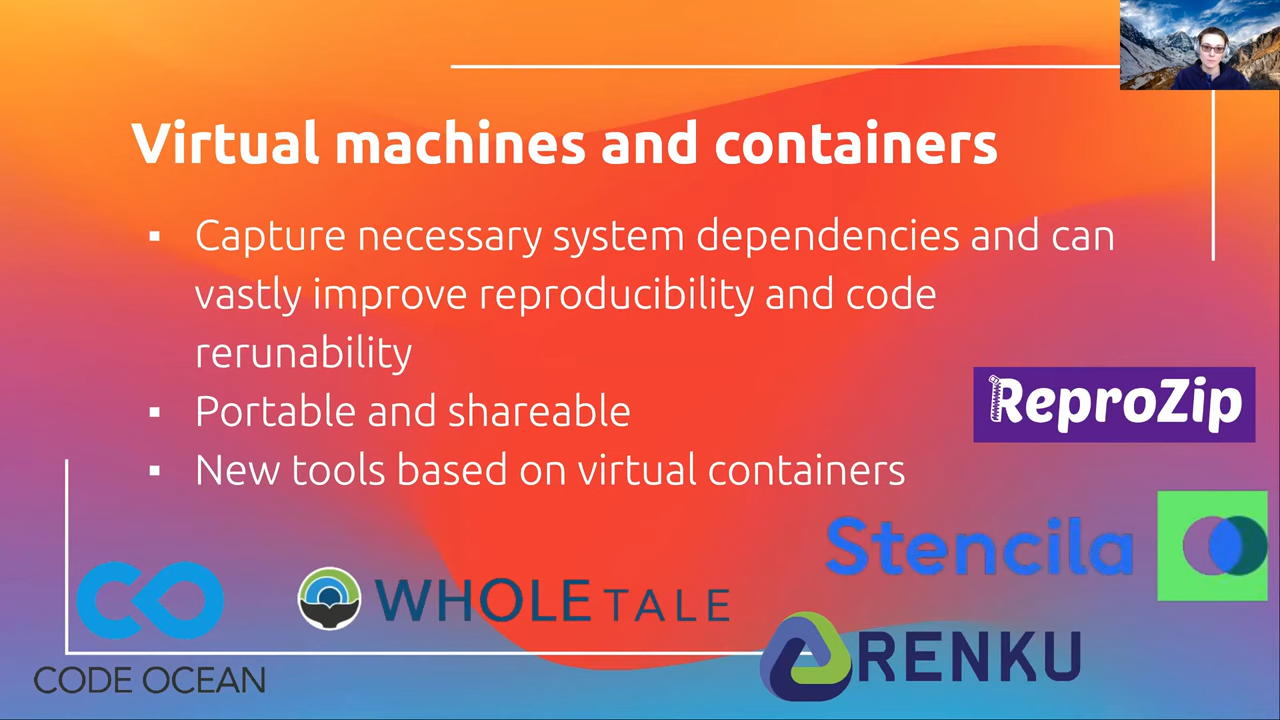 Virtual machines and containers
▪ Capture necessary system dependencies and can
vastly improve reproducibility and code
rerunability
▪ Portable and shareable
▪ New tools based on virtual containers
ReproZip
Stencila
WHOLE TALE
RENKU
CODE OCEAN